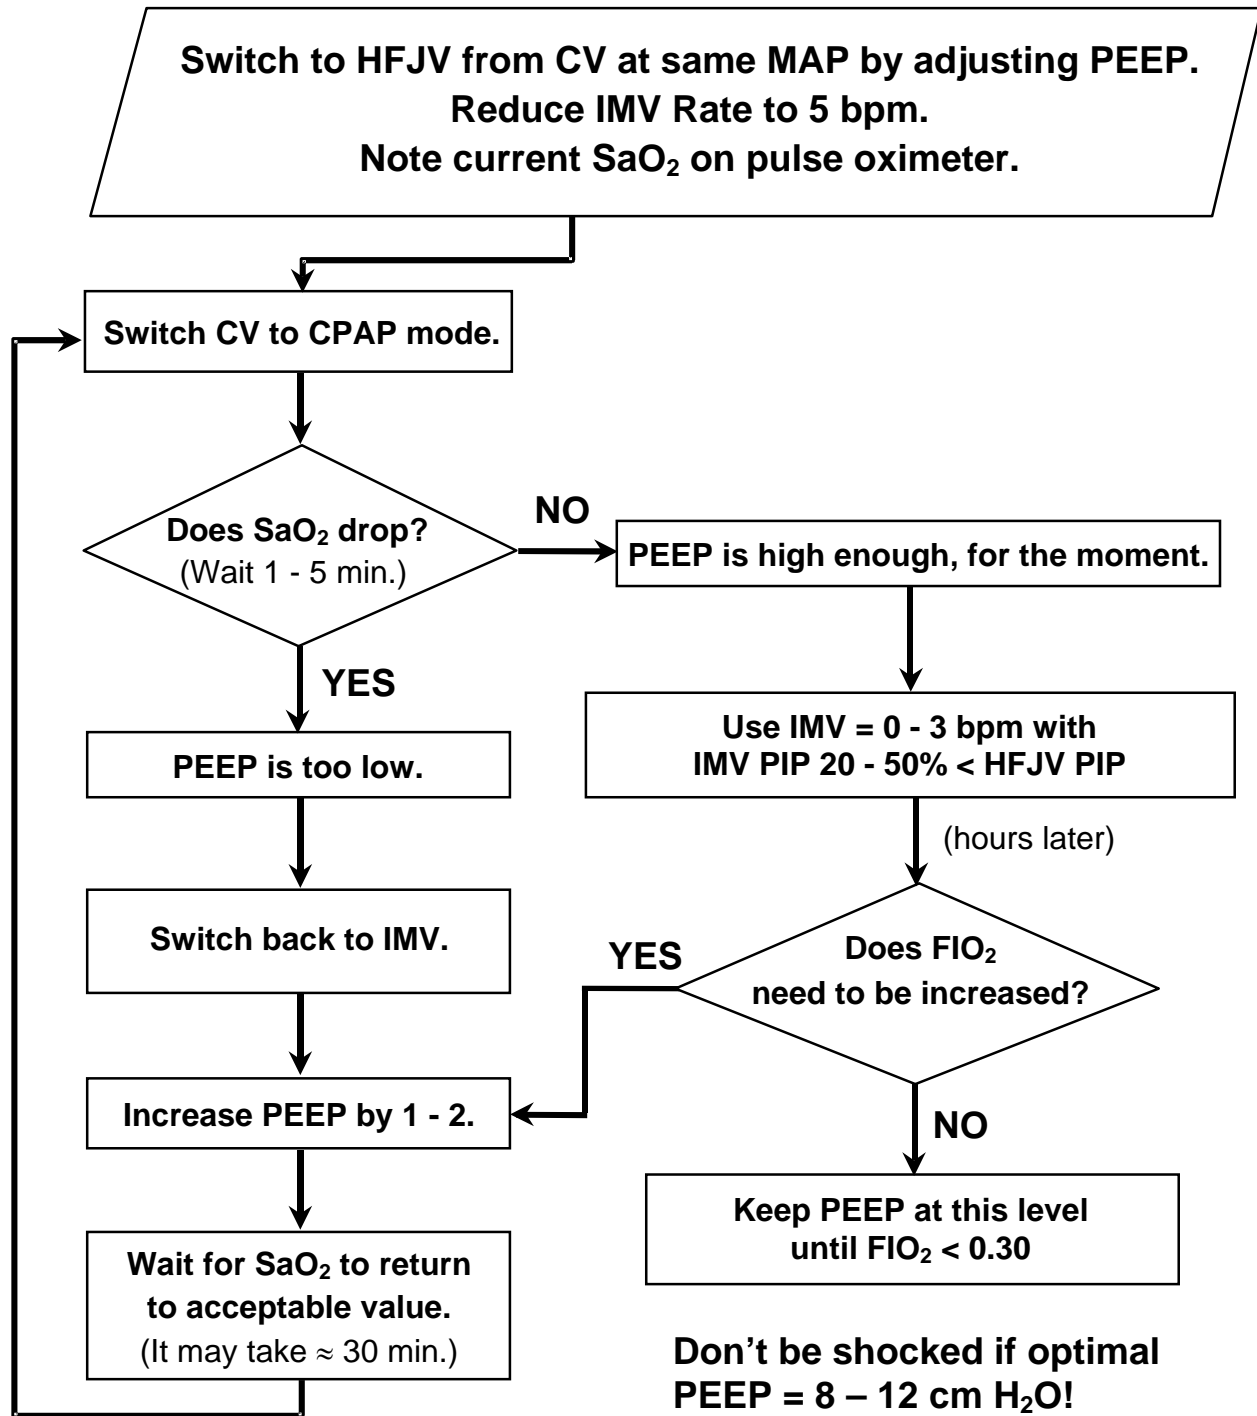 Switch to HFJV from CV at same MAP by adjusting PEEP.
Reduce IMV Rate to 5 bpm.
Note current SaO₂ on pulse oximeter.
Switch CV to CPAP mode.
Does SaO₂ drop?
(Wait 1 - 5 min.)
NO
PEEP is high enough, for the moment.
YES
PEEP is too low.
Use IMV = 0 - 3 bpm with
IMV PIP 20 - 50% < HFJV PIP
(hours later)
Switch back to IMV.
YES
Does FIO₂
need to be increased?
Increase PEEP by 1 - 2.
NO
Keep PEEP at this level
until FIO₂ < 0.30
Wait for SaO₂ to return
to acceptable value.
(It may take ≈ 30 min.)
Don’t be shocked if optimal
PEEP = 8 – 12 cm H₂O!